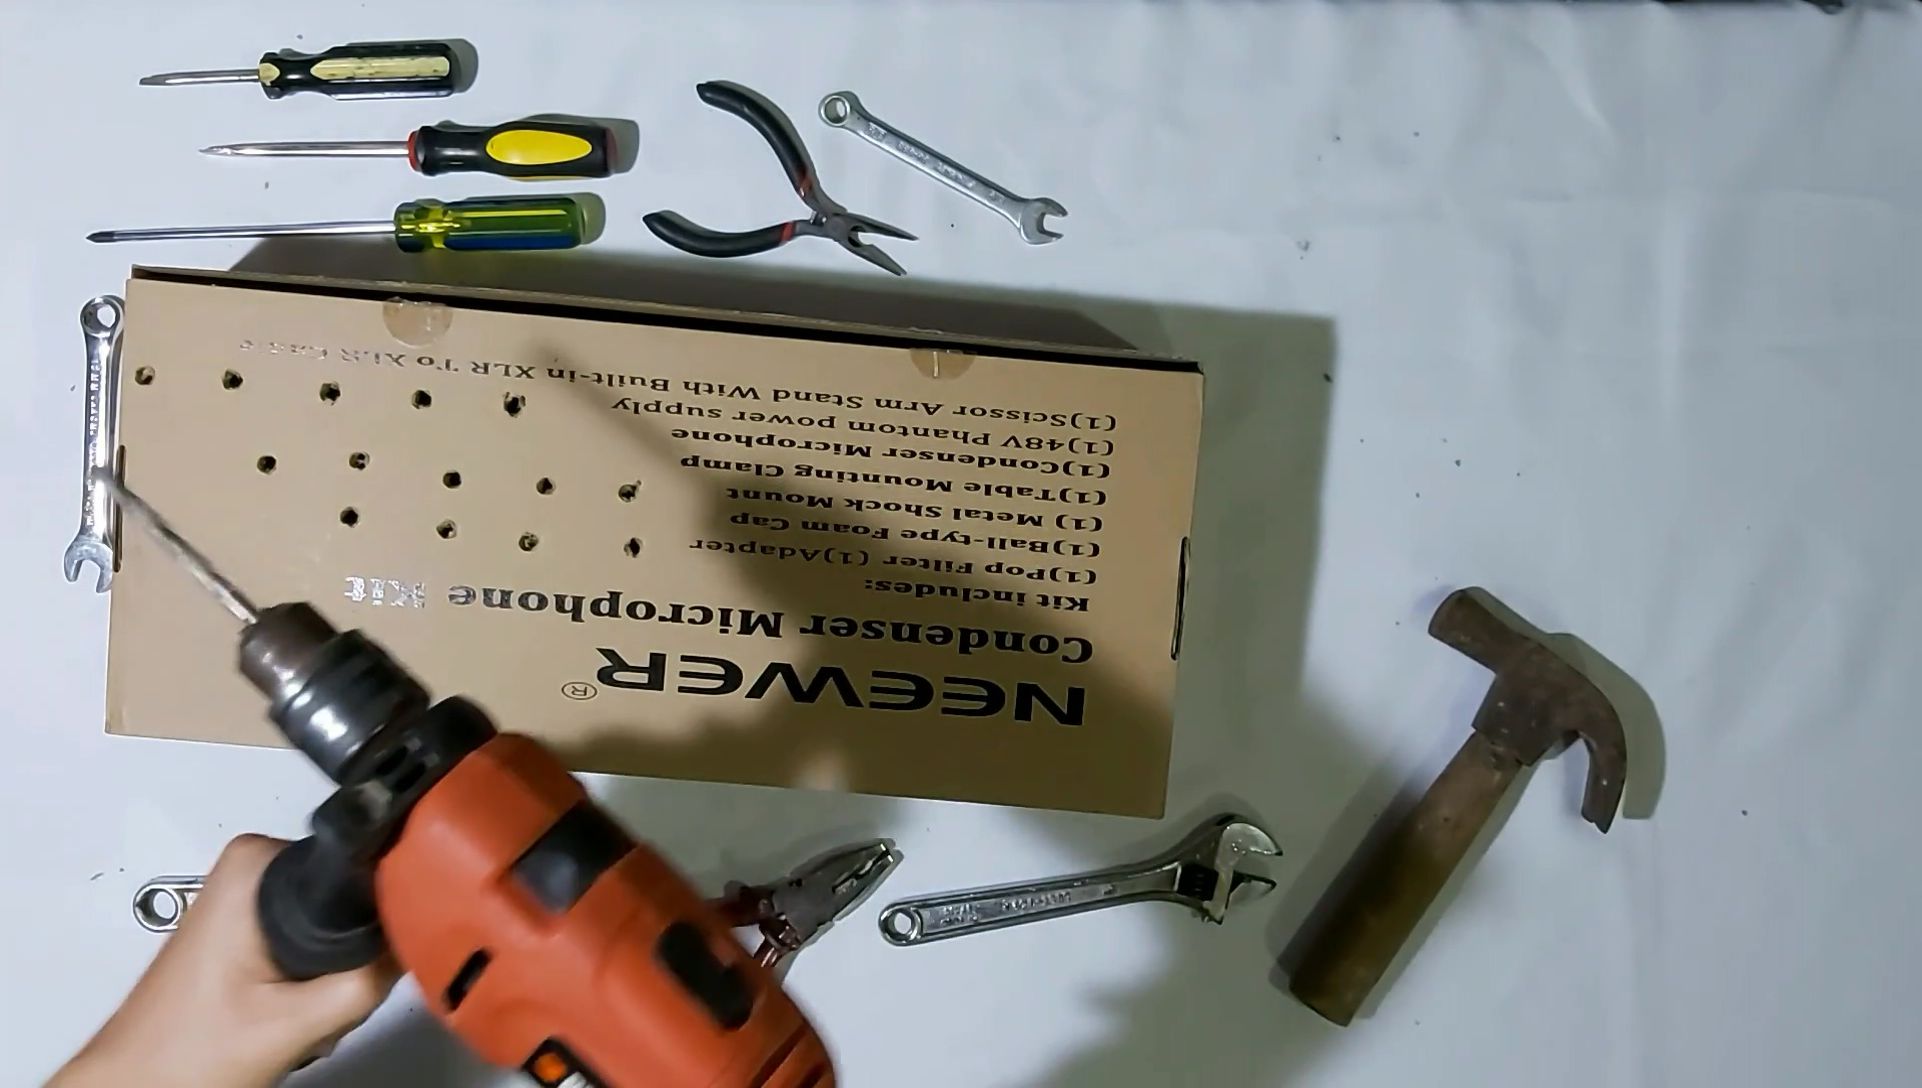 NEEWER®
Condenser Microphone Kit
Kit includes:
(1)Pop Filter (1)Adapter
(1)Ball-type Foam Cap
(1) Metal Shock Mount
(1)Table Mounting Clamp
(1)Condenser Microphone
(1)48V Phantom power supply
(1)Scissor Arm Stand With Built-in XLR To XLR Cable